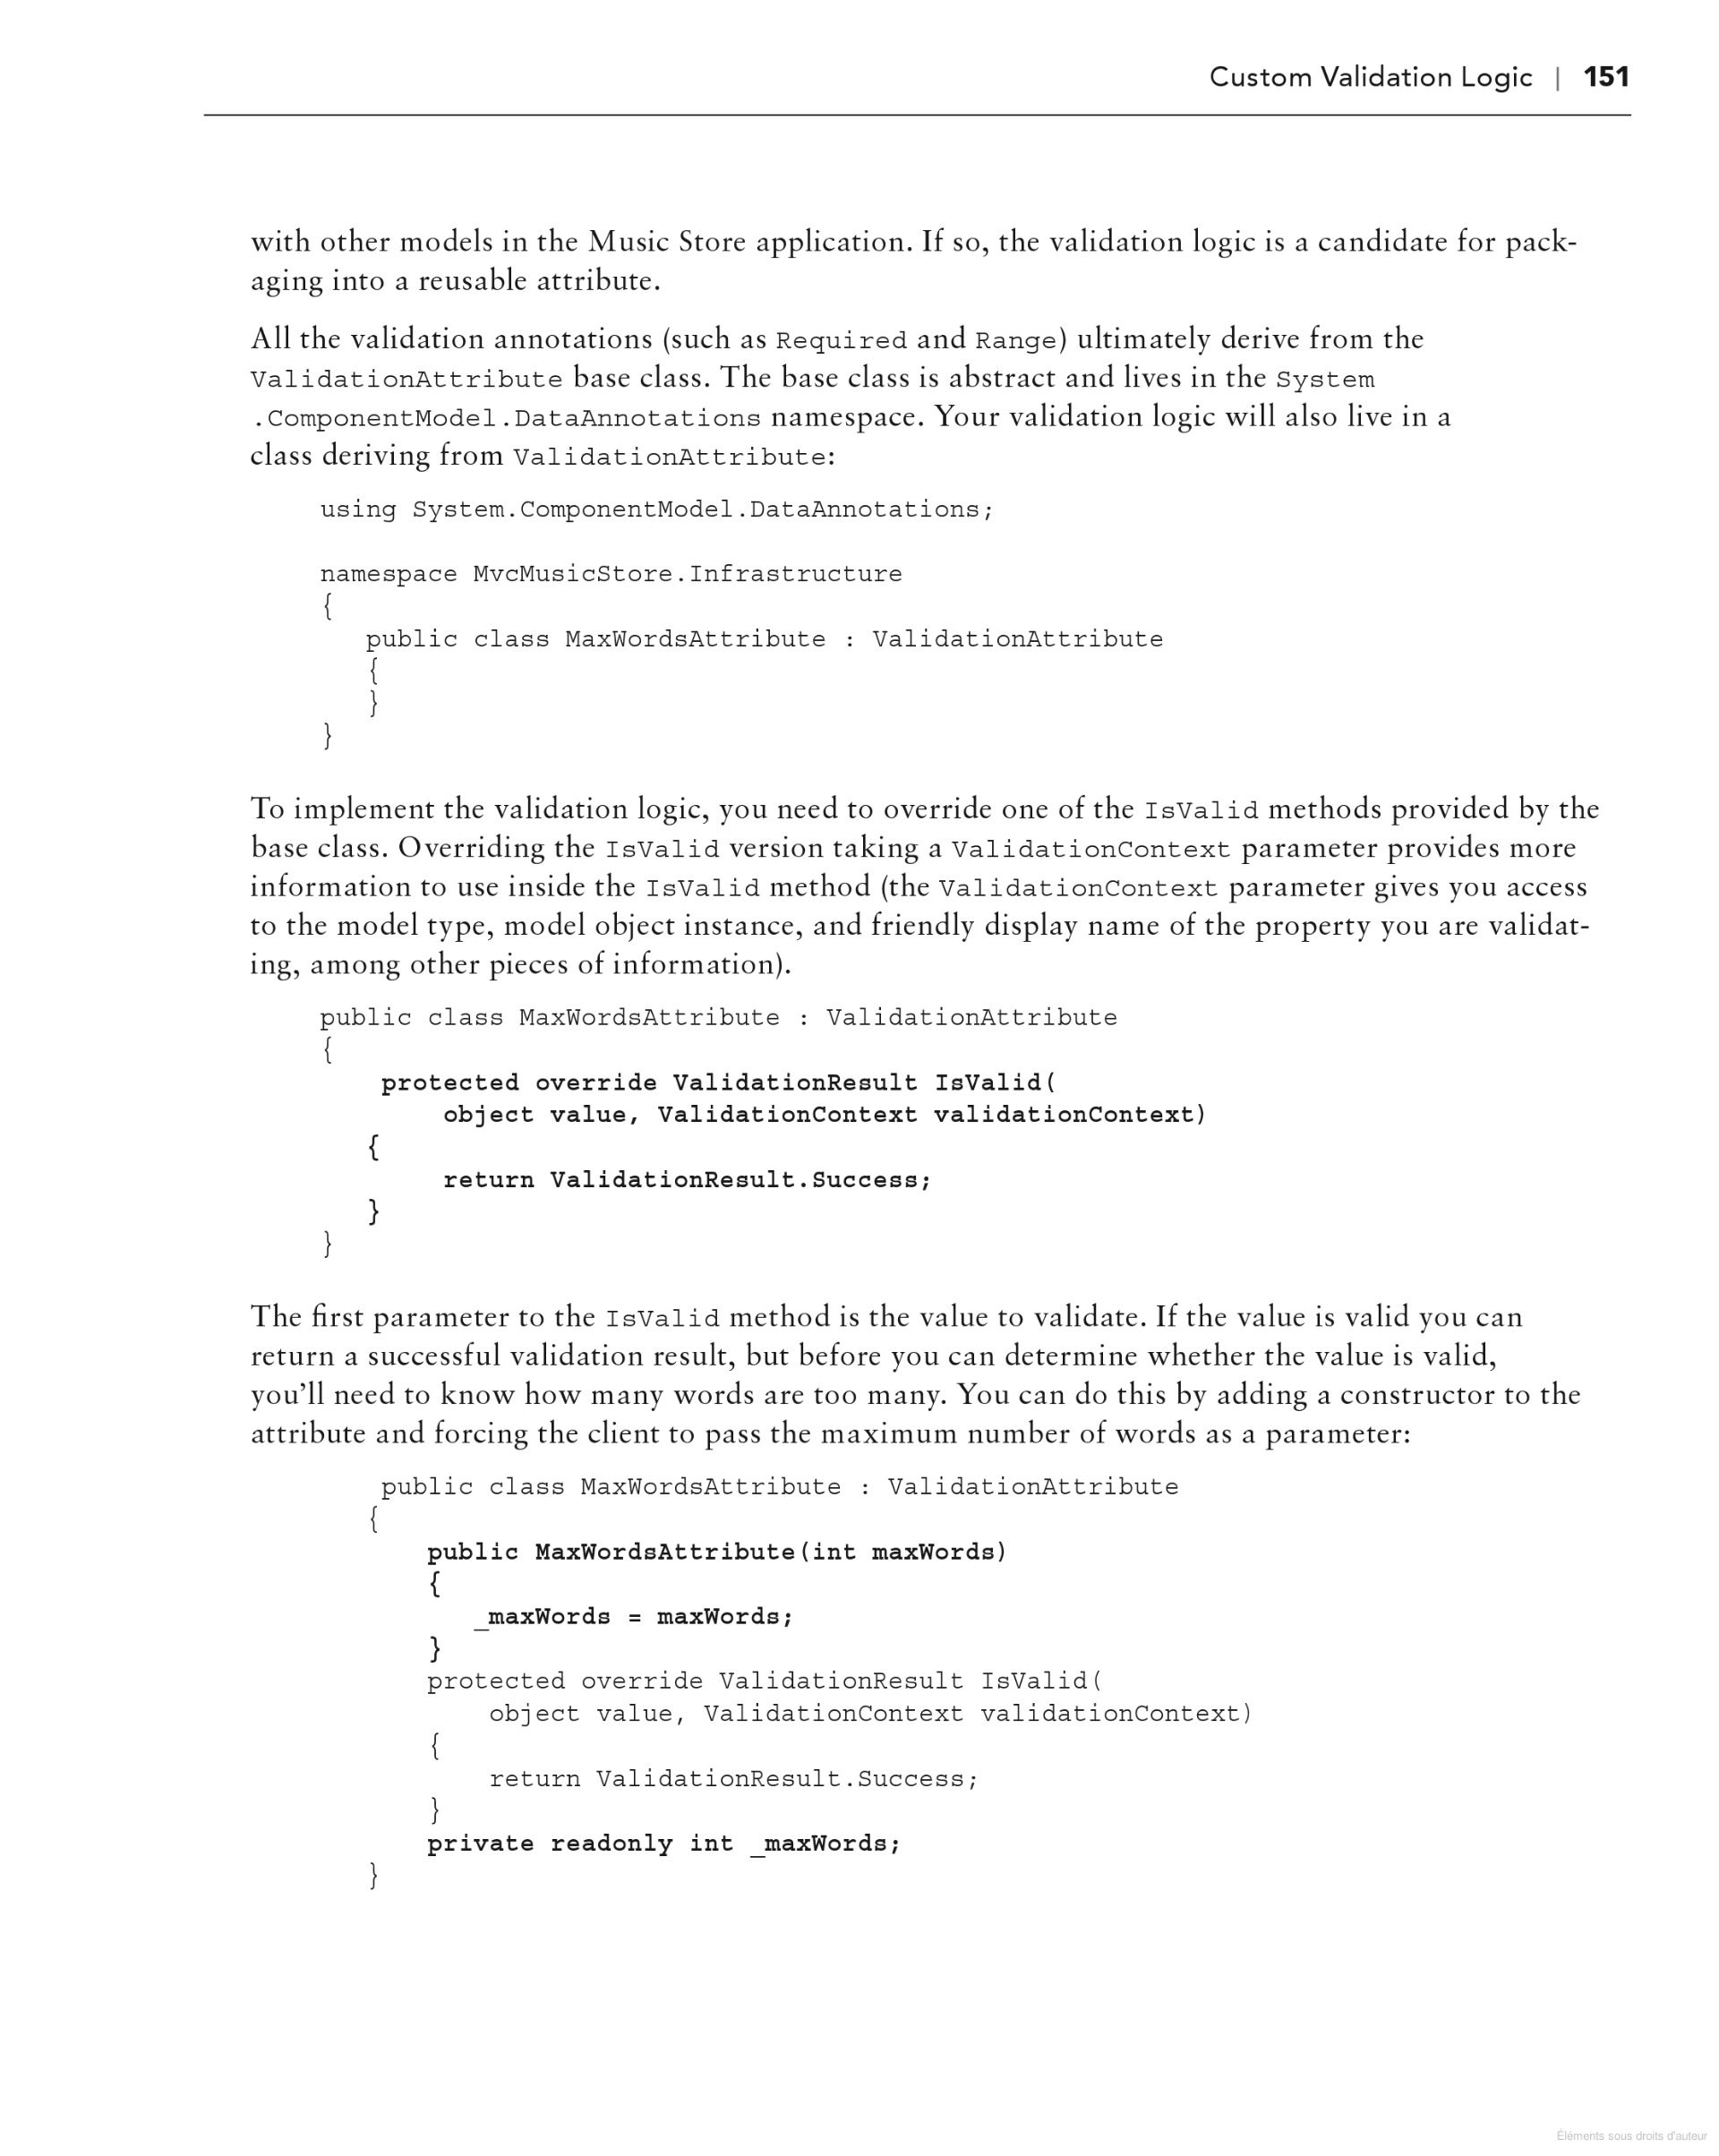 Custom Validation Logic | 151
with other models in the Music Store application. If so, the validation logic is a candidate for pack-
aging into a reusable attribute.
All the validation annotations (such as Required and Range) ultimately derive from the
ValidationAttribute base class. The base class is abstract and lives in the System
.ComponentModel.DataAnnotations namespace. Your validation logic will also live in a
class deriving from ValidationAttribute:
using System.ComponentModel.DataAnnotations;
namespace MvcMusicStore.Infrastructure
{
public class MaxWordsAttribute : ValidationAttribute
{
}
}
To implement the validation logic, you need to override one of the IsValid methods provided by the
base class. Overriding the IsValid version taking a ValidationContext parameter provides more
information to use inside the IsValid method (the ValidationContext parameter gives you access
to the model type, model object instance, and friendly display name of the property you are validat-
ing, among other pieces of information).
public class MaxWordsAttribute : ValidationAttribute
{
protected override ValidationResult IsValid(
object value, ValidationContext validationContext)
{
return ValidationResult.Success;
}
}
The first parameter to the IsValid method is the value to validate. If the value is valid you can
return a successful validation result, but before you can determine whether the value is valid,
you’ll need to know how many words are too many. You can do this by adding a constructor to the
attribute and forcing the client to pass the maximum number of words as a parameter:
public class MaxWordsAttribute : ValidationAttribute
{
public MaxWordsAttribute(int maxWords)
{
_maxWords = maxWords;
}
protected override ValidationResult IsValid(
object value, ValidationContext validationContext)
{
return ValidationResult.Success;
}
private readonly int _maxWords;
}
Éléments sous droits d'auteur